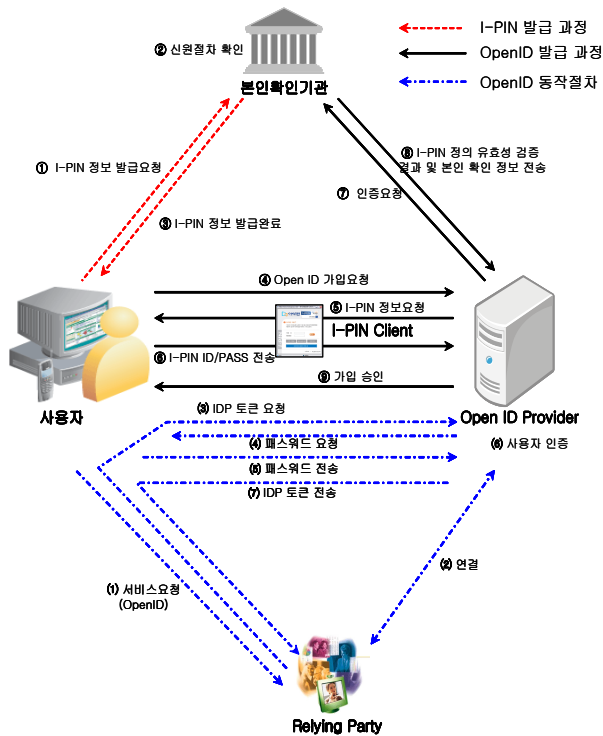 I-PIN 발급 과정
② 신원절차 확인
OpenID 발급 과정
OpenID 동작절차
본인확인기관
⑧ I-PIN 정의 유효성 검증
결과 및 본인 확인 정보 전송
① I-PIN 정보 발급요청
⑦ 인증요청
③ I-PIN 정보 발급완료
④ Open ID 가입요청
⑤ I-PIN 정보요청
I-PIN Client
⑥ I-PIN ID/PASS 전송
⑨ 가입 승인
사용자
Open ID Provider
(3) IDP 토큰 요청
(4) 패스워드 요청
(6) 사용자 인증
(5) 패스워드 전송
(7) IDP 토큰 전송
(2) 연결
(1) 서비스요청
(OpenID)
Relying Party